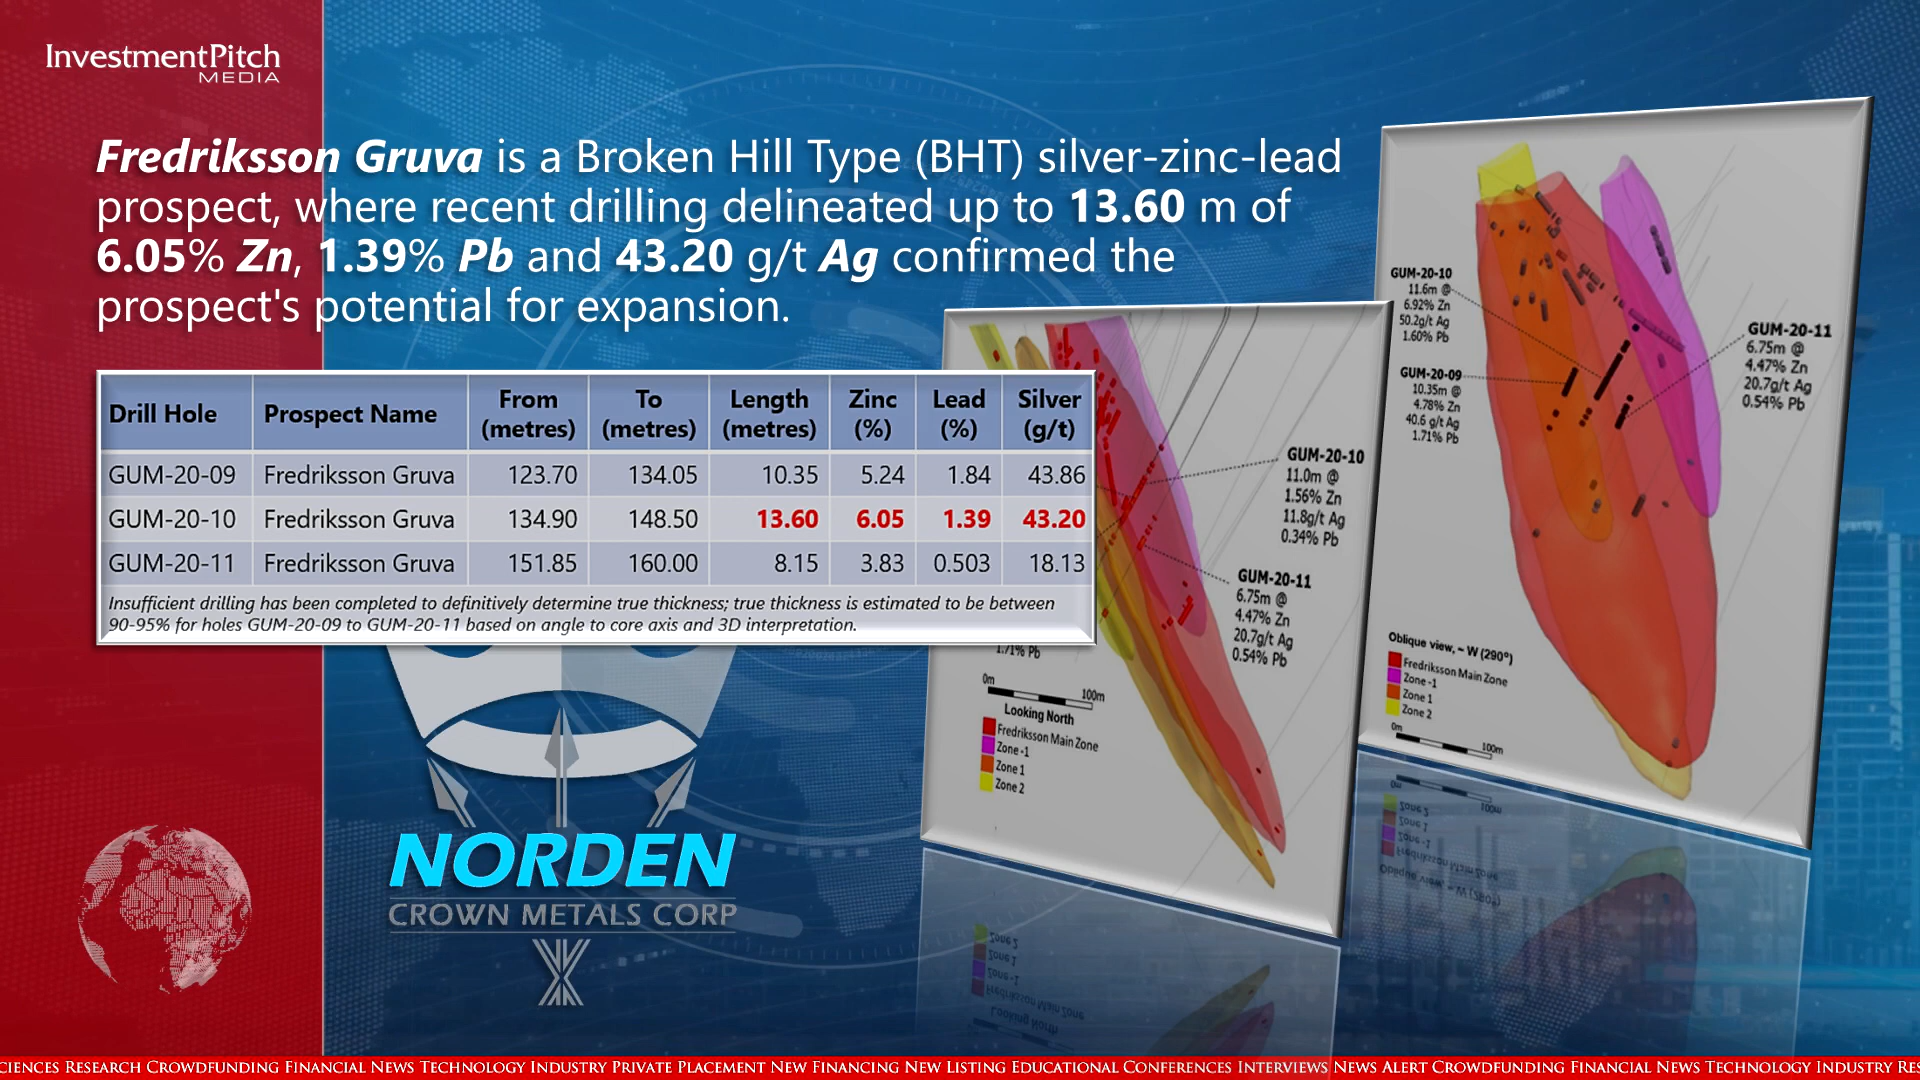 InvestmentPitch
MEDIA
Fredriksson Gruva is a Broken Hill Type (BHT) silver-zinc-lead
prospect, where recent drilling delineated up to 13.60 m of
6.05% Zn, 1.39% Pb and 43.20 g/t Ag confirmed the
prospect's potential for expansion.
Drill Hole Prospect Name From (metres) To (metres) Length (metres) Zinc (%) Lead (%) Silver (g/t)
GUM-20-09 Fredriksson Gruva 123.70 134.05 10.35 5.24 1.84 43.86
GUM-20-10 Fredriksson Gruva 134.90 148.50 13.60 6.05 1.39 43.20
GUM-20-11 Fredriksson Gruva 151.85 160.00 8.15 3.83 0.503 18.13
Insufficient drilling has been completed to definitively determine true thickness; true thickness is estimated to be between
90-95% for holes GUM-20-09 to GUM-20-11 based on angle to core axis and 3D interpretation.
GUM-20-10
11.0m @
1.56% Zn
11.8g/t Ag
0.34% Pb
GUM-20-11
6.75m @
4.47% Zn
20.7g/t Ag
0.54% Pb
1.71% Pb
0m 100m
Looking North
Fredriksson Main Zone
Zone -1
Zone 1
Zone 2
GUM-20-10
11.6m @
6.92% Zn
50.2g/t Ag
1.60% Pb
GUM-20-09
10.35m @
4.78% Zn
40.6 g/t Ag
1.71% Pb
GUM-20-11
6.75m @
4.47% Zn
20.7g/t Ag
0.54% Pb
Oblique view, ~ W (290°)
Fredriksson Main Zone
Zone -1
Zone 1
Zone 2
0m 100m
NORDEN
CROWN METALS CORP
CIENCES RESEARCH CROWDFUNDING FINANCIAL NEWS TECHNOLOGY INDUSTRY PRIVATE PLACEMENT NEW FINANCING NEW LISTING EDUCATIONAL CONFERENCES INTERVIEWS NEWS ALERT CROWDFUNDING FINANCIAL NEWS TECHNOLOGY INDUSTRY RES